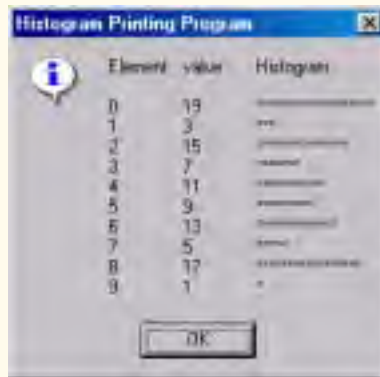 Histogram Printing Program
Element value Histogram
0 19 *******************
1 3 ***
2 15 ***************
3 7 *******
4 11 ***********
5 9 *********
6 13 *************
7 5 *****
8 17 *****************
9 1 *
OK